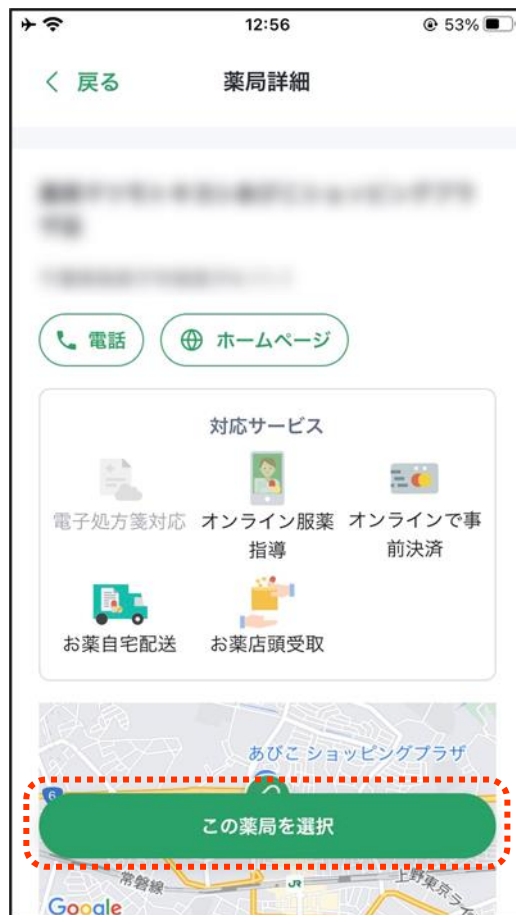 12:56
53%
戻る
薬局詳細
電話
ホームページ
対応サービス
電子処方箋対応
オンライン服薬
指導
オンラインで事
前決済
お薬自宅配送
お薬店頭受取
あびこ ショッピングプラザ
6
この薬局を選択
常磐線
JR
上野東京ライ
Google